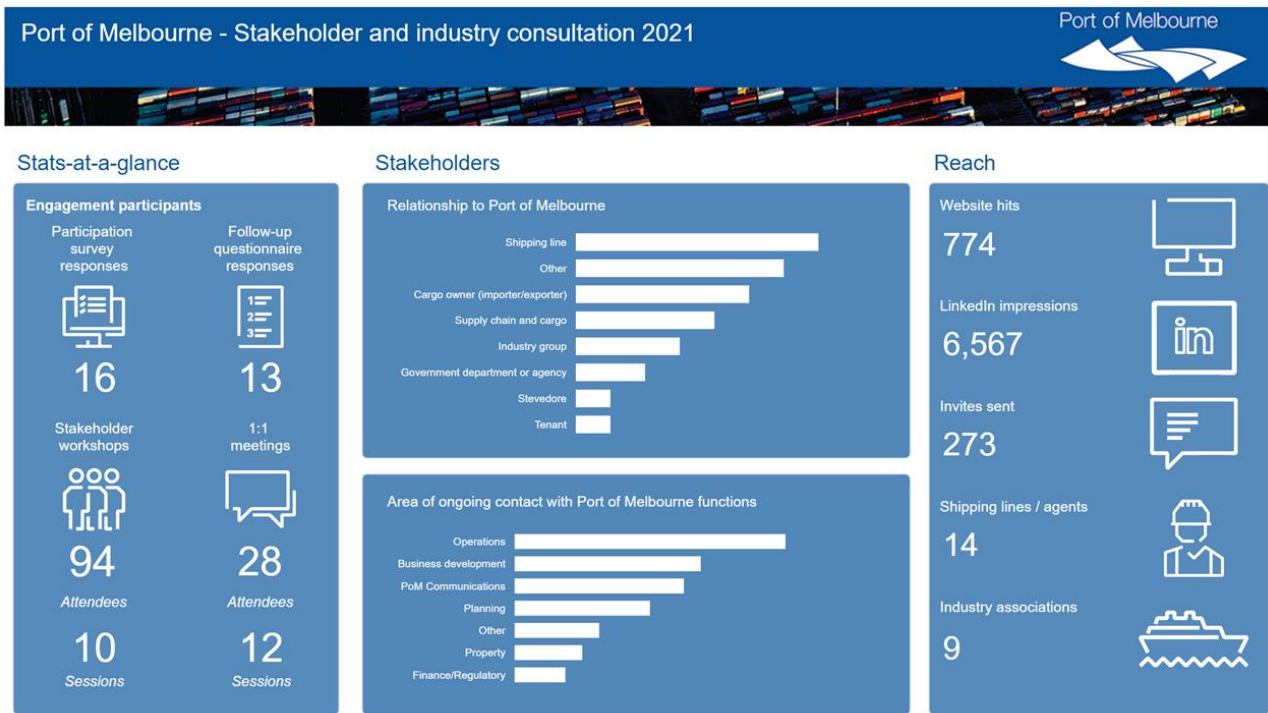 Port of Melbourne - Stakeholder and industry consultation 2021
Port of Melbourne
Stats-at-a-glance
Engagement participants
Participation
survey
responses
Follow-up
questionnaire
responses
1
2
3
16
13
Stakeholder
workshops
1:1
meetings
94
28
Attendees
Attendees
10
12
Sessions
Sessions
Stakeholders
Relationship to Port of Melbourne
Shipping line
Other
Cargo owner (importer/exporter)
Supply chain and cargo
Industry group
Government department or agency
Stevedore
Tenant
Area of ongoing contact with Port of Melbourne functions
Operations
Business development
PoM Communications
Planning
Other
Property
Finance/Regulatory
Reach
Website hits
774
LinkedIn impressions
6,567
in
Invites sent
273
Shipping lines / agents
14
Industry associations
9